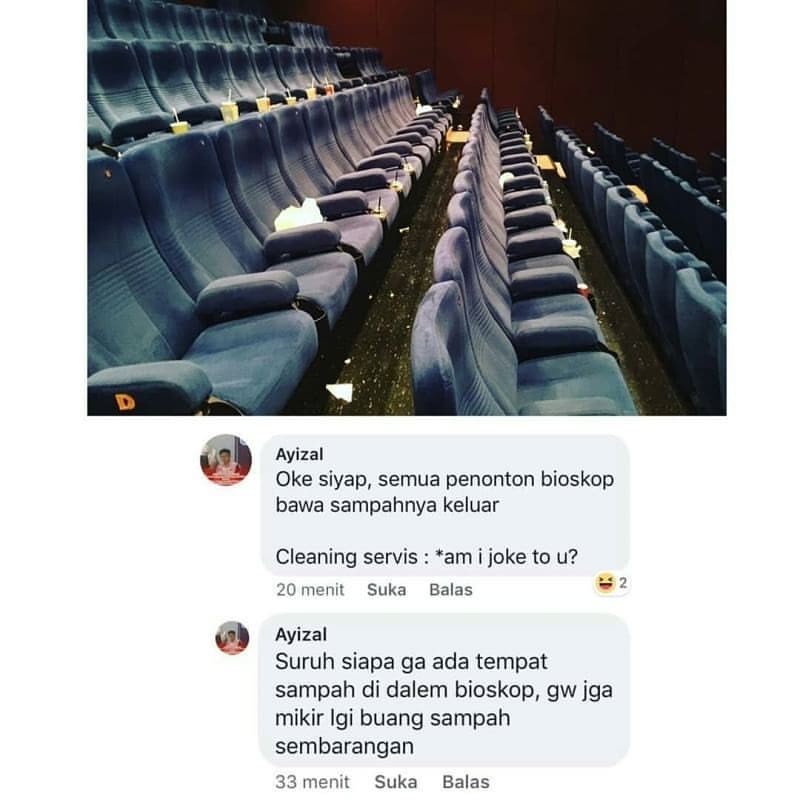 D
Ayizal
Oke siyap, semua penonton bioskop
bawa sampahnya keluar
Cleaning servis : *am i joke to u?
20 menit Suka Balas
2
Ayizal
Suruh siapa ga ada tempat
sampah di dalem bioskop, gw jga
mikir lgi buang sampah
sembarangan
33 menit Suka Balas